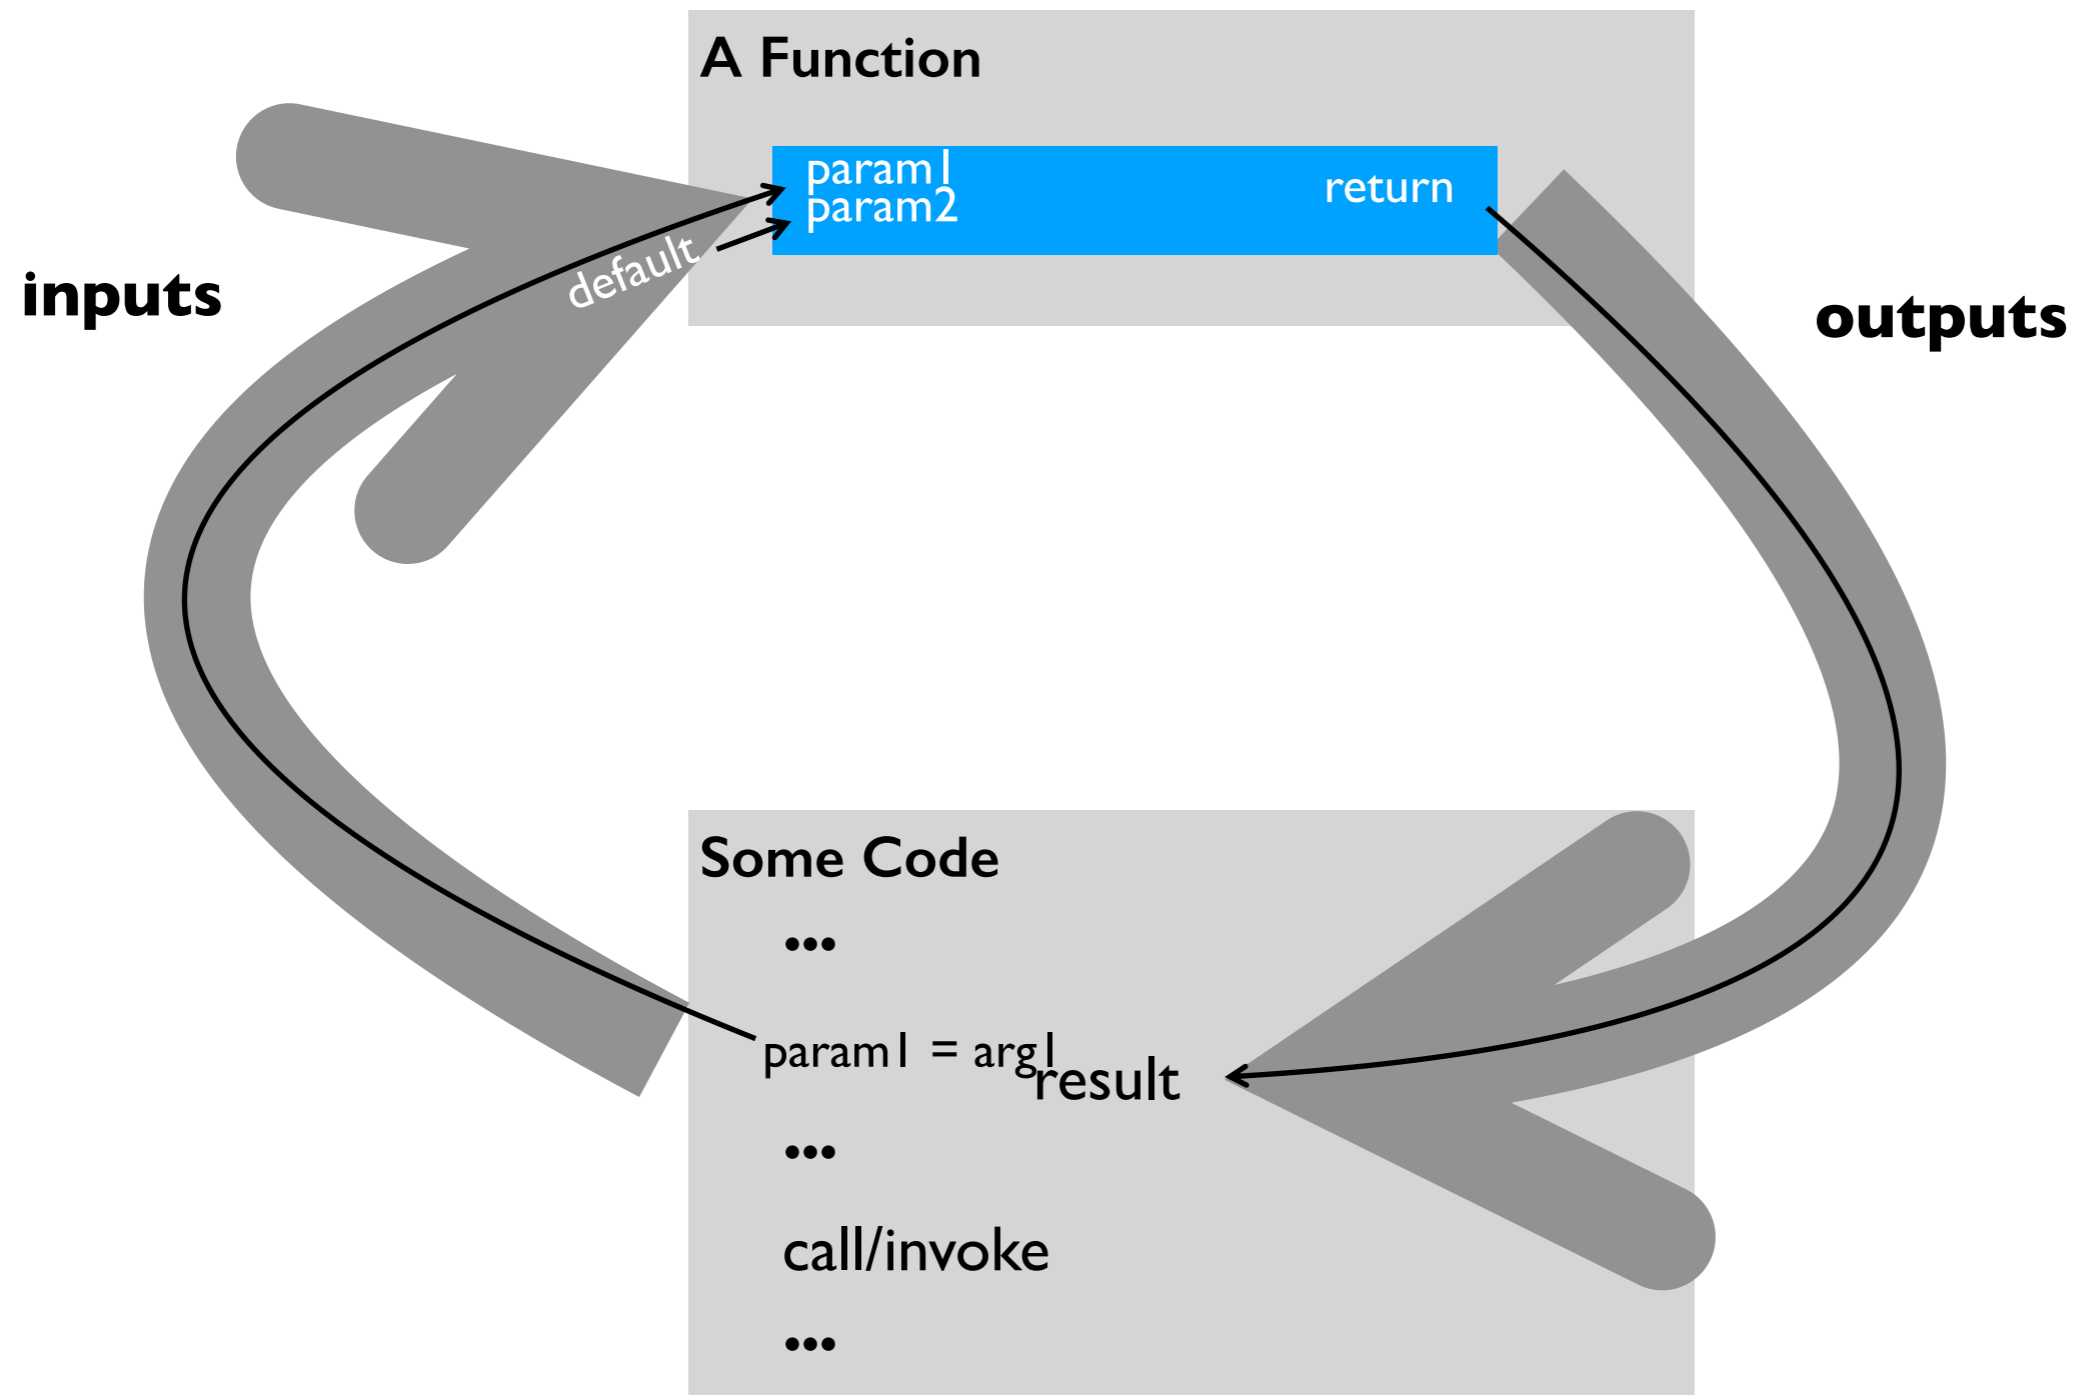 A Function
param1
param2
return
default
inputs
outputs
Some Code
...
param1 = arg1
result
...
call/invoke
...